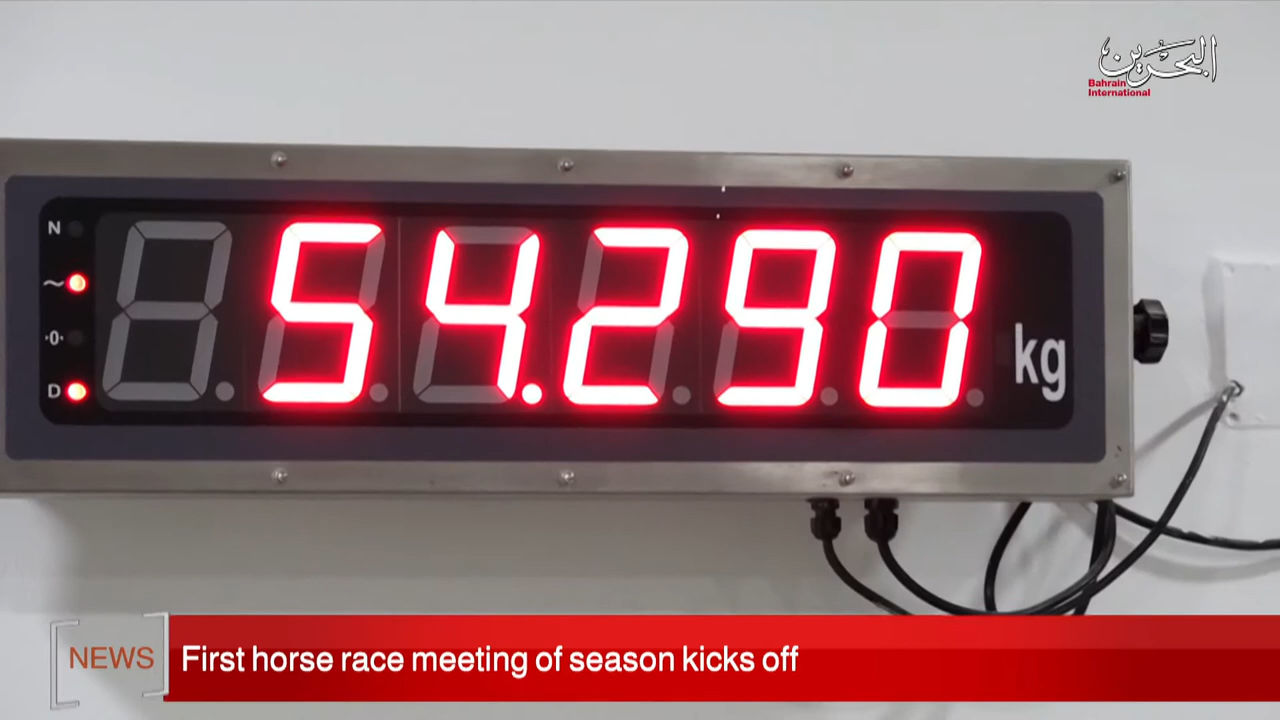 البحرين
Bahrain
International
N
~
·0·
D
54.290
kg
NEWS
First horse race meeting of season kicks off